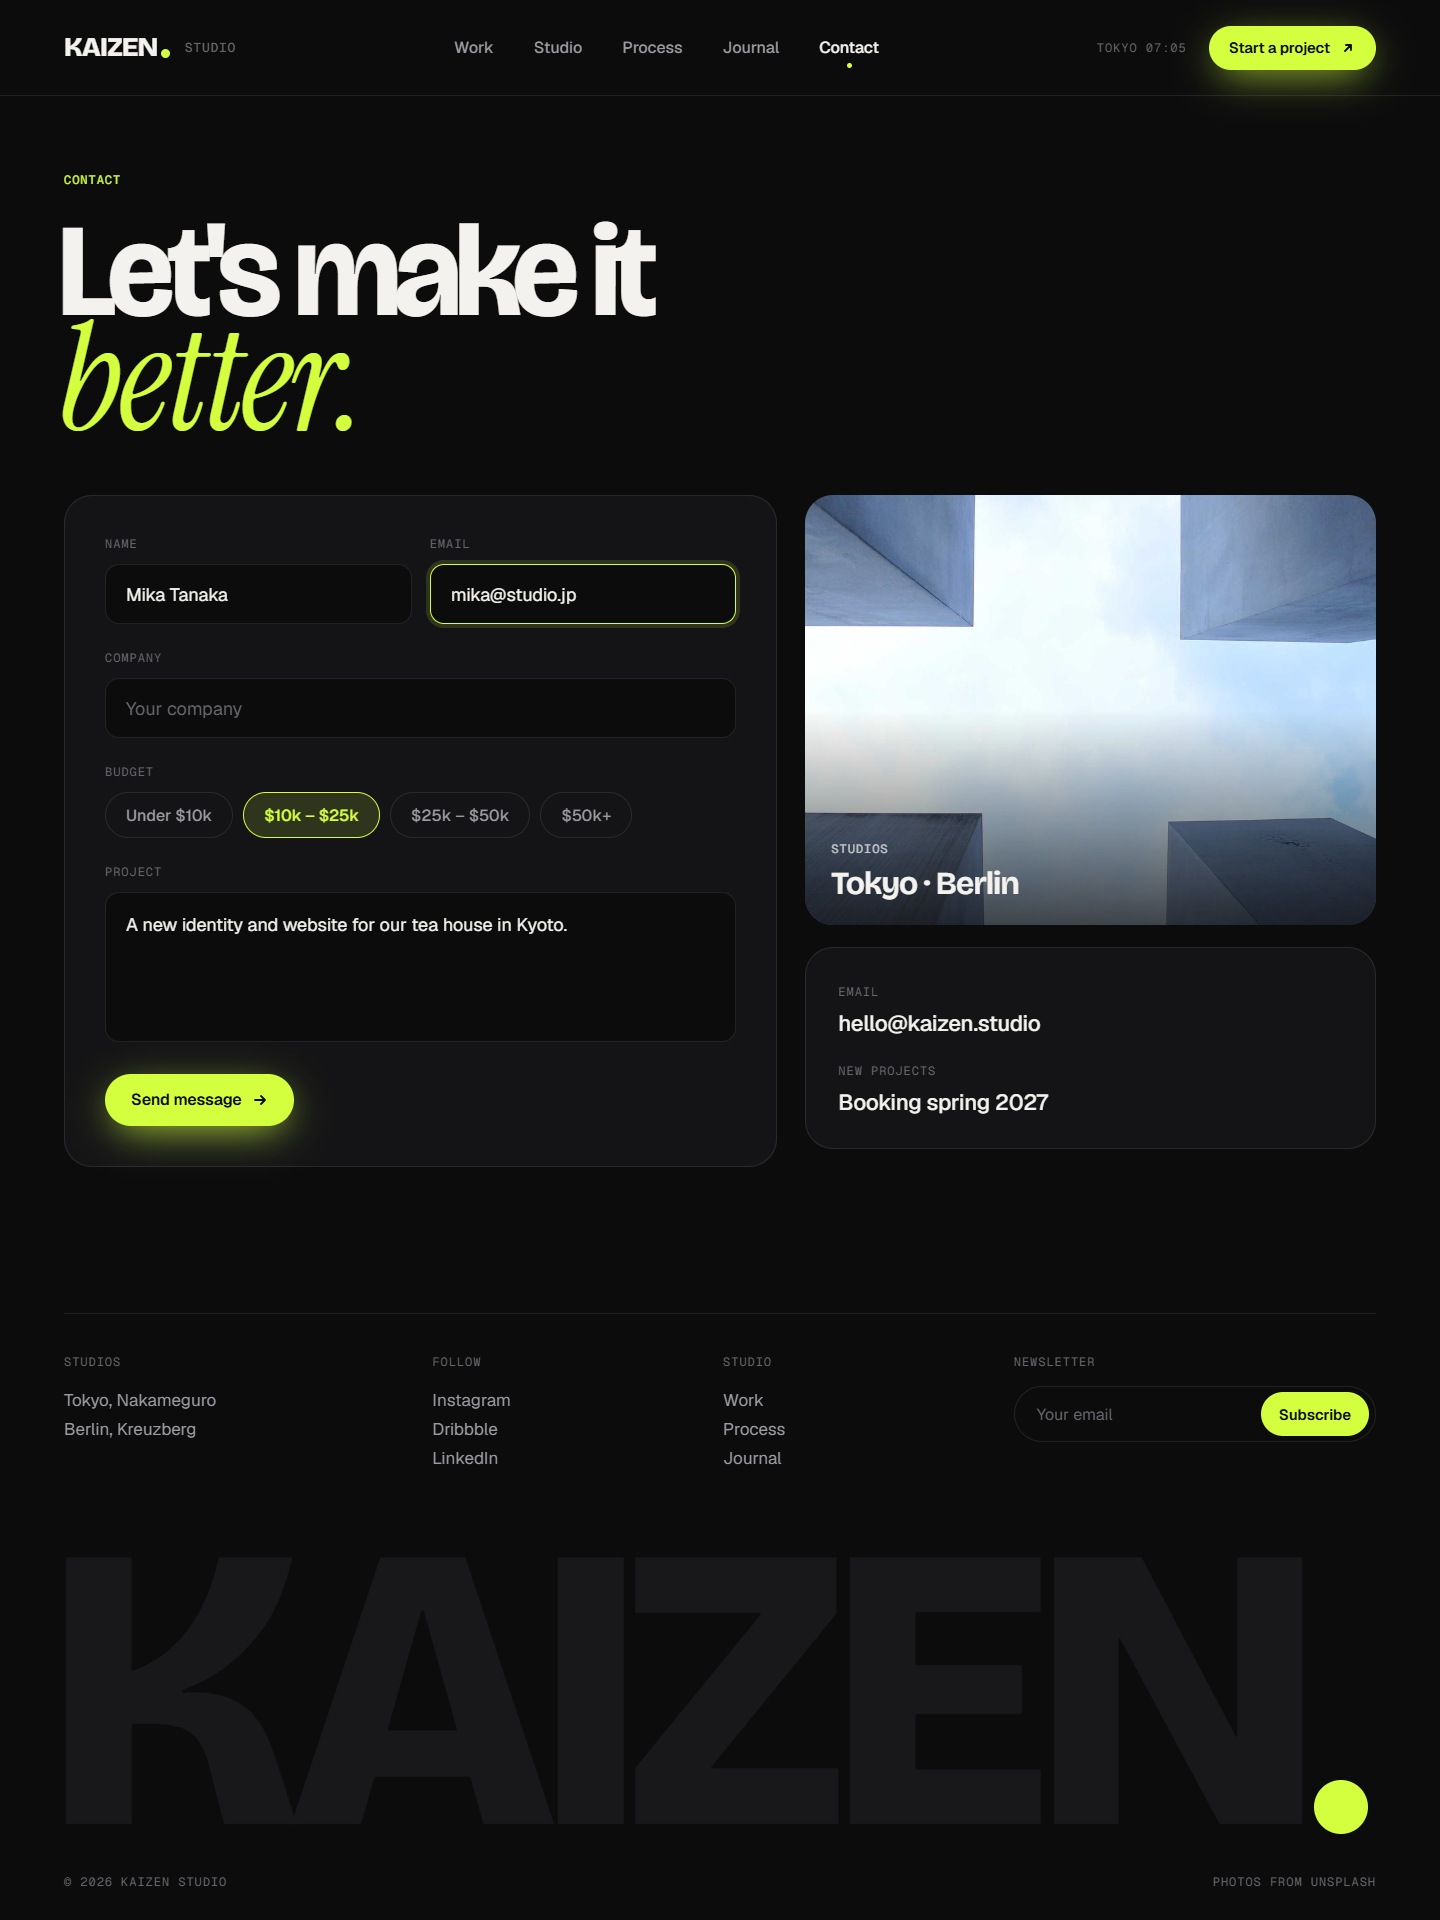 KAIZEN. STUDIO
Work Studio Process Journal Contact
TOKYO 07:05
Start a project
CONTACT
Let's make it
better.
NAME
Mika Tanaka
EMAIL
mika@studio.jp
COMPANY
Your company
BUDGET
Under $10k $10k – $25k $25k – $50k $50k+
PROJECT
A new identity and website for our tea house in Kyoto.
Send message
STUDIOS
Tokyo · Berlin
EMAIL
hello@kaizen.studio
NEW PROJECTS
Booking spring 2027
STUDIOS
Tokyo, Nakameguro
Berlin, Kreuzberg
FOLLOW
Instagram
Dribbble
LinkedIn
STUDIO
Work
Process
Journal
NEWSLETTER
Your email Subscribe
KAIZEN.
© 2026 KAIZEN STUDIO
PHOTOS FROM UNSPLASH